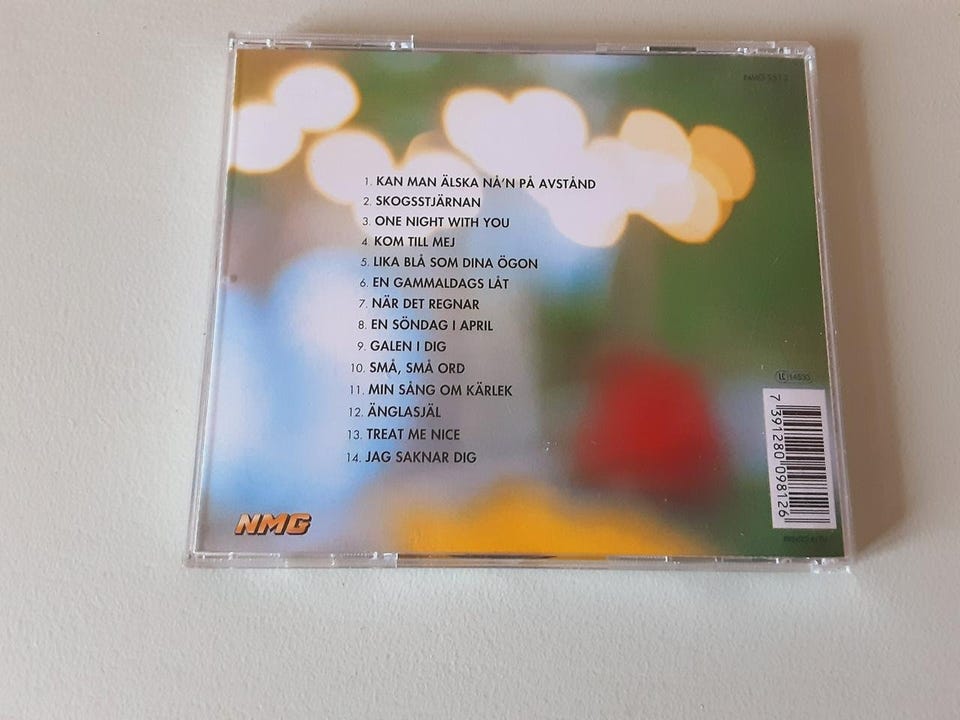 1. KAN MAN ÄLSKA NÅ'N PÅ AVSTÅND
2. SKOGSSTJÄRNAN
3. ONE NIGHT WITH YOU
4. KOM TILL MEJ
5. LIKA BLÅ SOM DINA ÖGON
6. EN GAMMALDAGS LÅT
7. NÄR DET REGNAR
8. EN SÖNDAG I APRIL
9. GALEN I DIG
10. SMÅ, SMÅ ORD
11. MIN SÅNG OM KÄRLEK
12. ÄNGLASJÄL
13. TREAT ME NICE
14. JAG SAKNAR DIG
NMG
LC
7 391280 098126
PRINTED IN